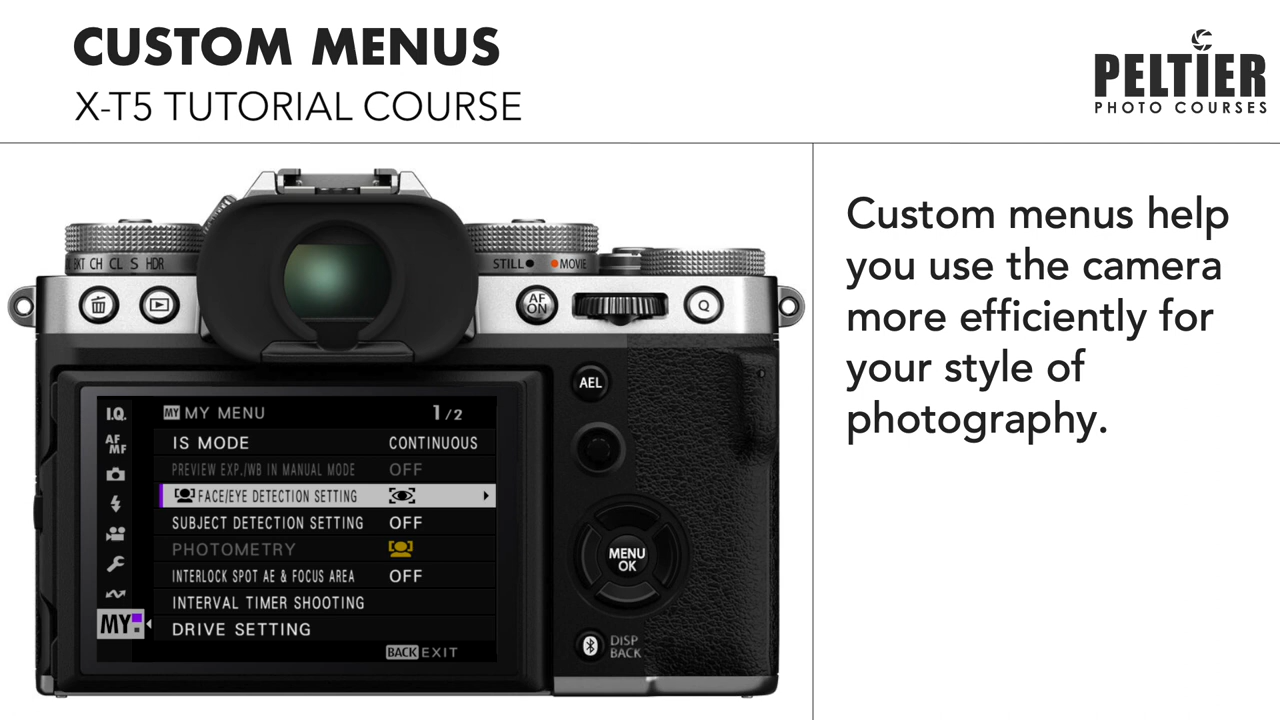 CUSTOM MENUS
X-T5 TUTORIAL COURSE
PELTIER
PHOTO COURSES
BKT CH CL S HDR
STILL MOVIE
AF
ON
Q
AEL
MENU
OK
DISP
BACK
I.Q.
AF
MF
MY
MY MY MENU 1/2
IS MODE CONTINUOUS
PREVIEW EXP./WB IN MANUAL MODE OFF
FACE/EYE DETECTION SETTING
SUBJECT DETECTION SETTING OFF
PHOTOMETRY
INTERLOCK SPOT AE & FOCUS AREA OFF
INTERVAL TIMER SHOOTING
DRIVE SETTING
BACK EXIT
Custom menus help
you use the camera
more efficiently for
your style of
photography.